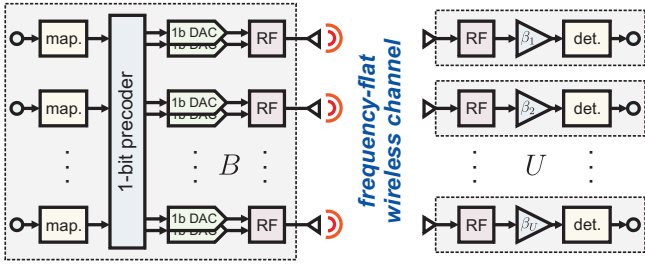 map.
1b DAC
1b DAC
RF
RF
β1
det.
map.
1b DAC
1b DAC
RF
RF
β2
det.
1-bit precoder
B
frequency-flat
wireless channel
U
map.
1b DAC
1b DAC
RF
RF
βU
det.